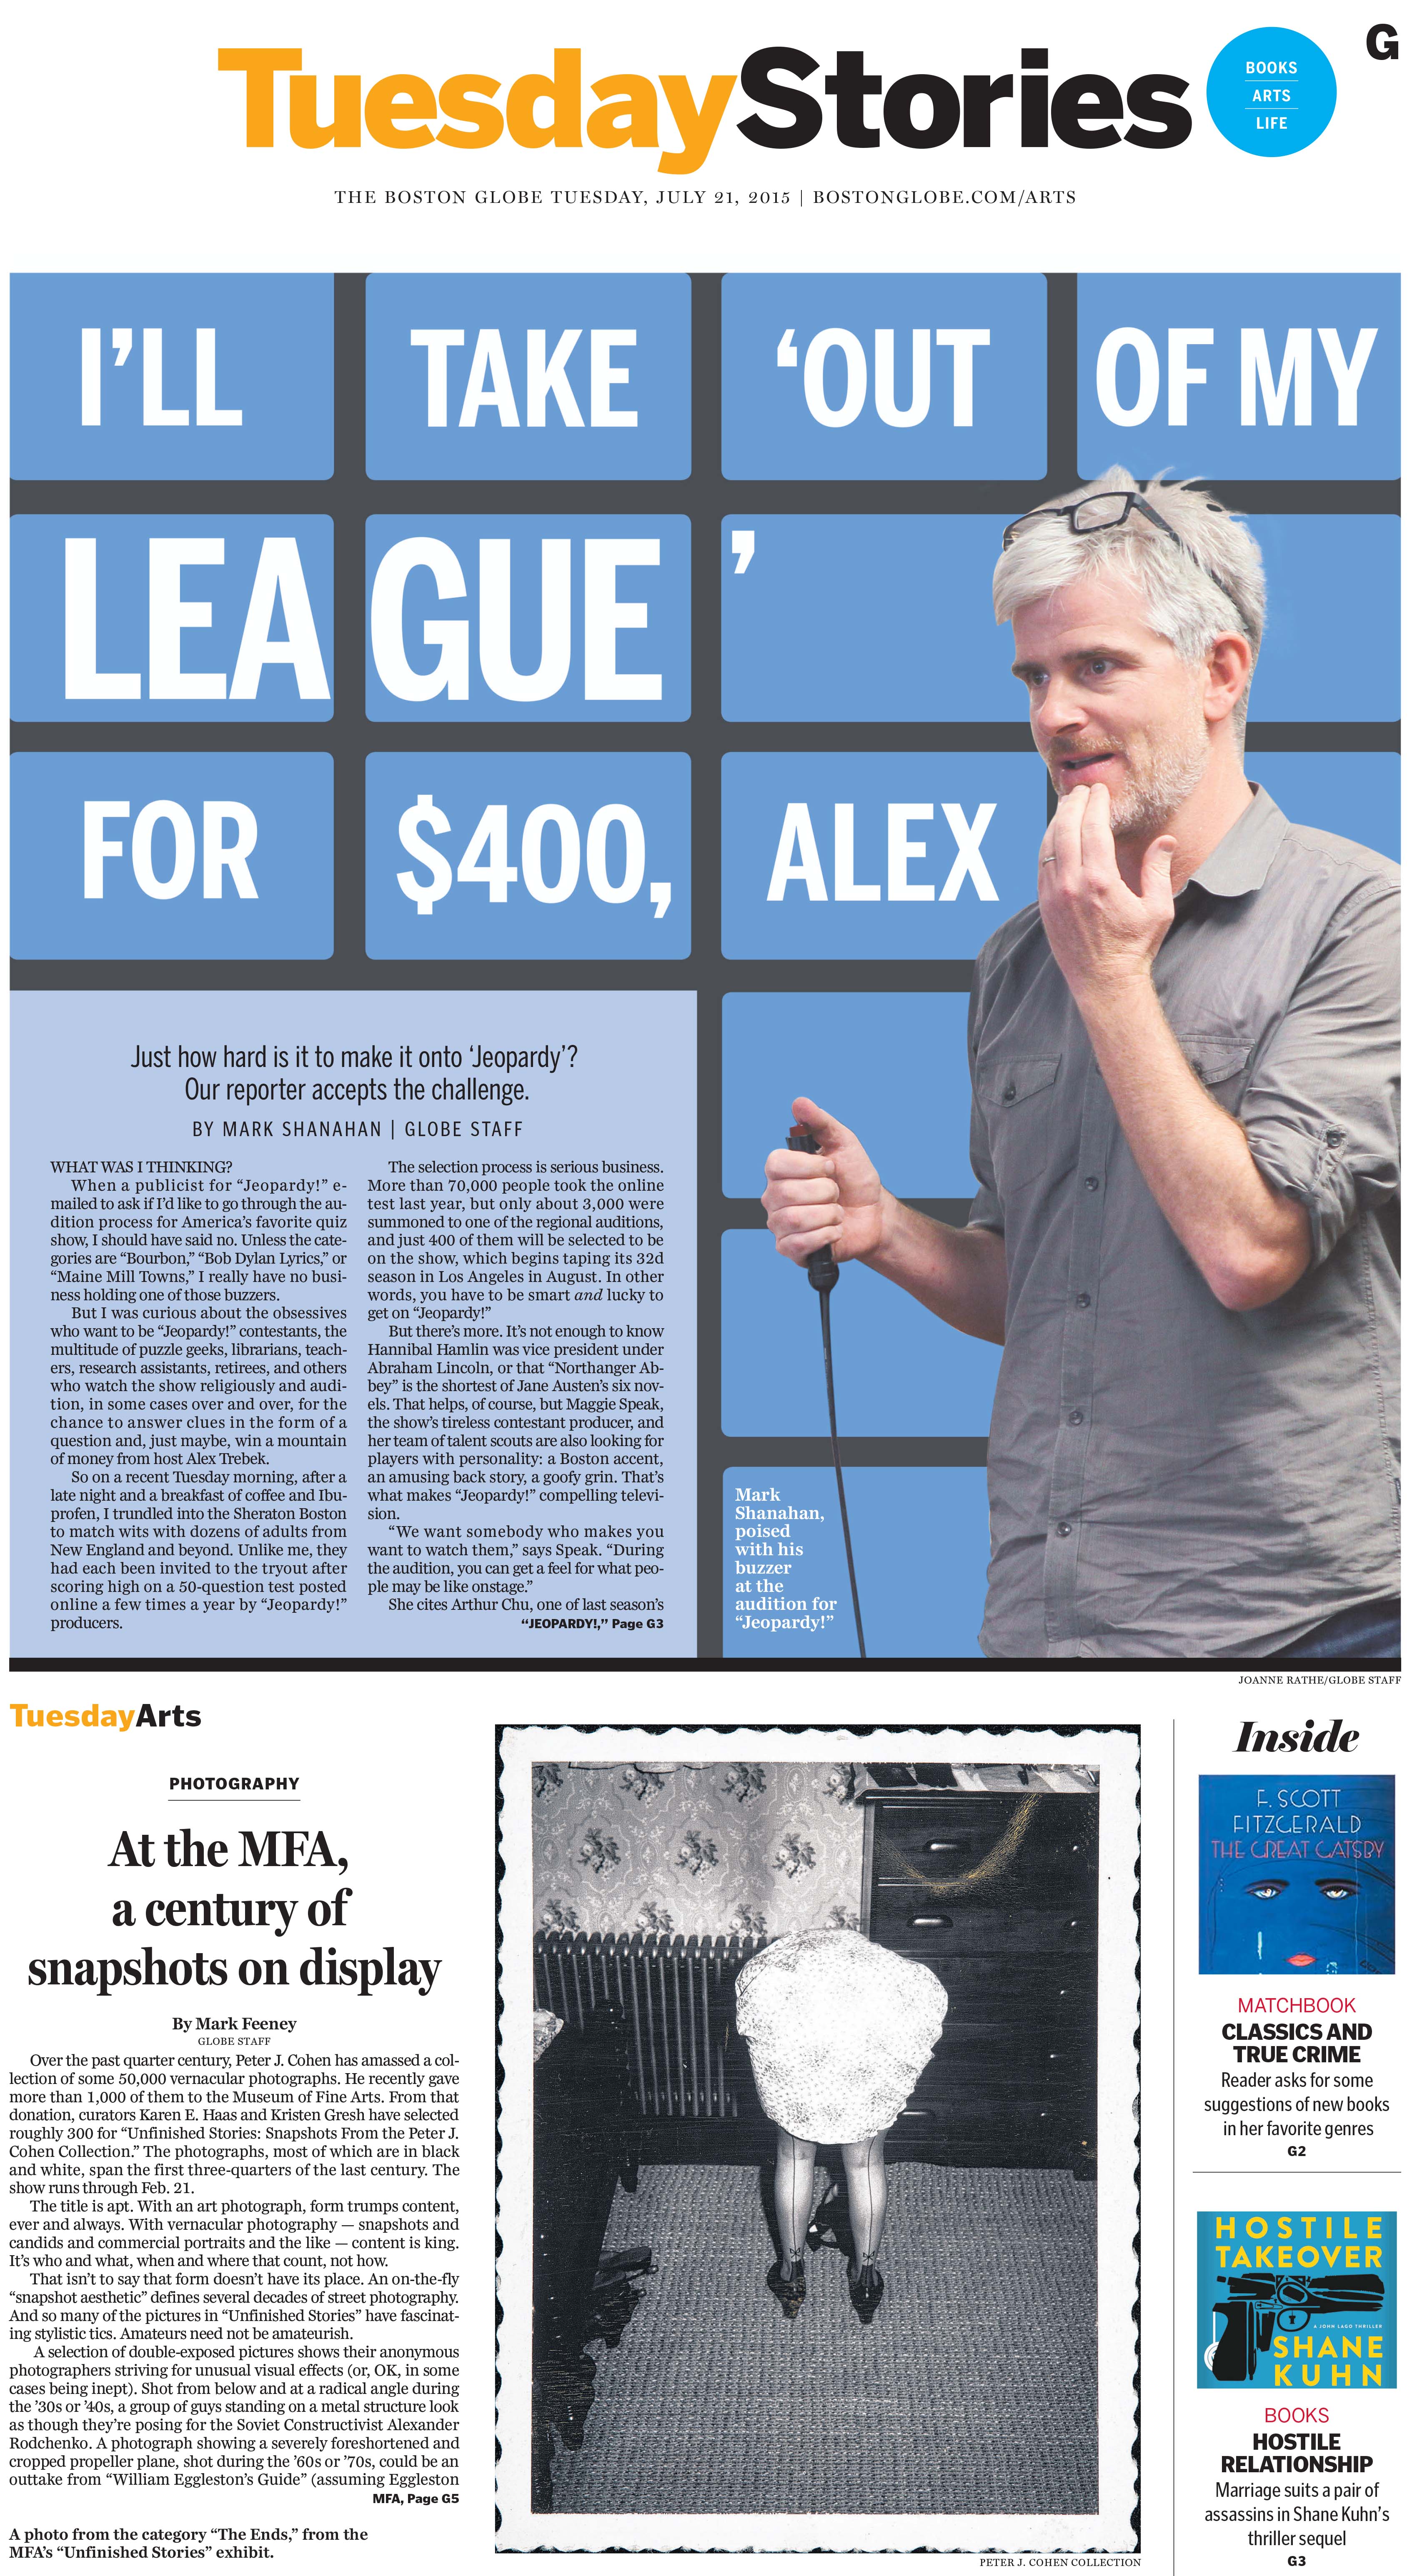 TuesdayStories
BOOKS
ARTS
LIFE
G
THE BOSTON GLOBE TUESDAY, JULY 21, 2015 | BOSTONGLOBE.COM/ARTS
I’LL TAKE ‘OUT OF MY
LEAGUE’
FOR $400, ALEX
Just how hard is it to make it onto ‘Jeopardy’?
Our reporter accepts the challenge.
BY MARK SHANAHAN | GLOBE STAFF
WHAT WAS I THINKING?
When a publicist for “Jeopardy!” e-
mailed to ask if I’d like to go through the au-
dition process for America’s favorite quiz
show, I should have said no. Unless the cate-
gories are “Bourbon,” “Bob Dylan Lyrics,” or
“Maine Mill Towns,” I really have no busi-
ness holding one of those buzzers.
But I was curious about the obsessives
who want to be “Jeopardy!” contestants, the
multitude of puzzle geeks, librarians, teach-
ers, research assistants, retirees, and others
who watch the show religiously and audi-
tion, in some cases over and over, for the
chance to answer clues in the form of a
question and, just maybe, win a mountain
of money from host Alex Trebek.
So on a recent Tuesday morning, after a
late night and a breakfast of coffee and Ibu-
profen, I trundled into the Sheraton Boston
to match wits with dozens of adults from
New England and beyond. Unlike me, they
had each been invited to the tryout after
scoring high on a 50-question test posted
online a few times a year by “Jeopardy!”
producers.
The selection process is serious business.
More than 70,000 people took the online
test last year, but only about 3,000 were
summoned to one of the regional auditions,
and just 400 of them will be selected to be
on the show, which begins taping its 32d
season in Los Angeles in August. In other
words, you have to be smart and lucky to
get on “Jeopardy!”
But there’s more. It’s not enough to know
Hannibal Hamlin was vice president under
Abraham Lincoln, or that “Northanger Ab-
bey” is the shortest of Jane Austen’s six nov-
els. That helps, of course, but Maggie Speak,
the show’s tireless contestant producer, and
her team of talent scouts are also looking for
players with personality: a Boston accent,
an amusing back story, a goofy grin. That’s
what makes “Jeopardy!” compelling televi-
sion.
“We want somebody who makes you
want to watch them,” says Speak. “During
the audition, you can get a feel for what peo-
ple may be like onstage.”
She cites Arthur Chu, one of last season’s
“JEOPARDY!,” Page G3
Mark
Shanahan,
poised
with his
buzzer
at the
audition for
“Jeopardy!”
JOANNE RATHE/GLOBE STAFF
TuesdayArts
PHOTOGRAPHY
At the MFA,
a century of
snapshots on display
By Mark Feeney
GLOBE STAFF
Over the past quarter century, Peter J. Cohen has amassed a col-
lection of some 50,000 vernacular photographs. He recently gave
more than 1,000 of them to the Museum of Fine Arts. From that
donation, curators Karen E. Haas and Kristen Gresh have selected
roughly 300 for “Unfinished Stories: Snapshots From the Peter J.
Cohen Collection.” The photographs, most of which are in black
and white, span the first three-quarters of the last century. The
show runs through Feb. 21.
The title is apt. With an art photograph, form trumps content,
ever and always. With vernacular photography — snapshots and
candids and commercial portraits and the like — content is king.
It’s who and what, when and where that count, not how.
That isn’t to say that form doesn’t have its place. An on-the-fly
“snapshot aesthetic” defines several decades of street photography.
And so many of the pictures in “Unfinished Stories” have fascinat-
ing stylistic tics. Amateurs need not be amateurish.
A selection of double-exposed pictures shows their anonymous
photographers striving for unusual visual effects (or, OK, in some
cases being inept). Shot from below and at a radical angle during
the ’30s or ’40s, a group of guys standing on a metal structure look
as though they’re posing for the Soviet Constructivist Alexander
Rodchenko. A photograph showing a severely foreshortened and
cropped propeller plane, shot during the ’60s or ’70s, could be an
outtake from “William Eggleston’s Guide” (assuming Eggleston
MFA, Page G5
A photo from the category “The Ends,” from the
MFA’s “Unfinished Stories” exhibit.
PETER J. COHEN COLLECTION
Inside
F. SCOTT
FITZGERALD
THE GREAT GATSBY
MATCHBOOK
CLASSICS AND
TRUE CRIME
Reader asks for some
suggestions of new books
in her favorite genres
G2
HOSTILE
TAKEOVER
A JOHN LAGO THRILLER
SHANE
KUHN
BOOKS
HOSTILE
RELATIONSHIP
Marriage suits a pair of
assassins in Shane Kuhn’s
thriller sequel
G3